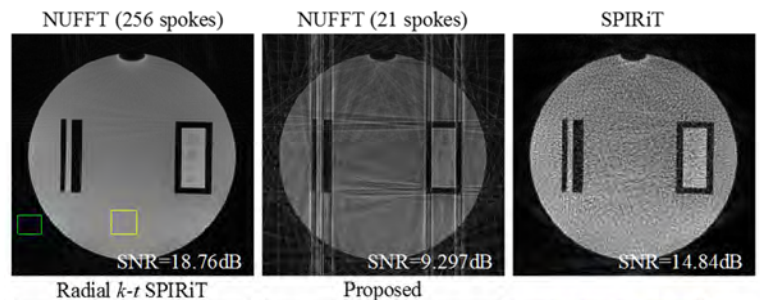 NUFFT (256 spokes) NUFFT (21 spokes) SPIRiT
SNR=18.76dB SNR=9.297dB SNR=14.84dB
Radial k-t SPIRiT Proposed